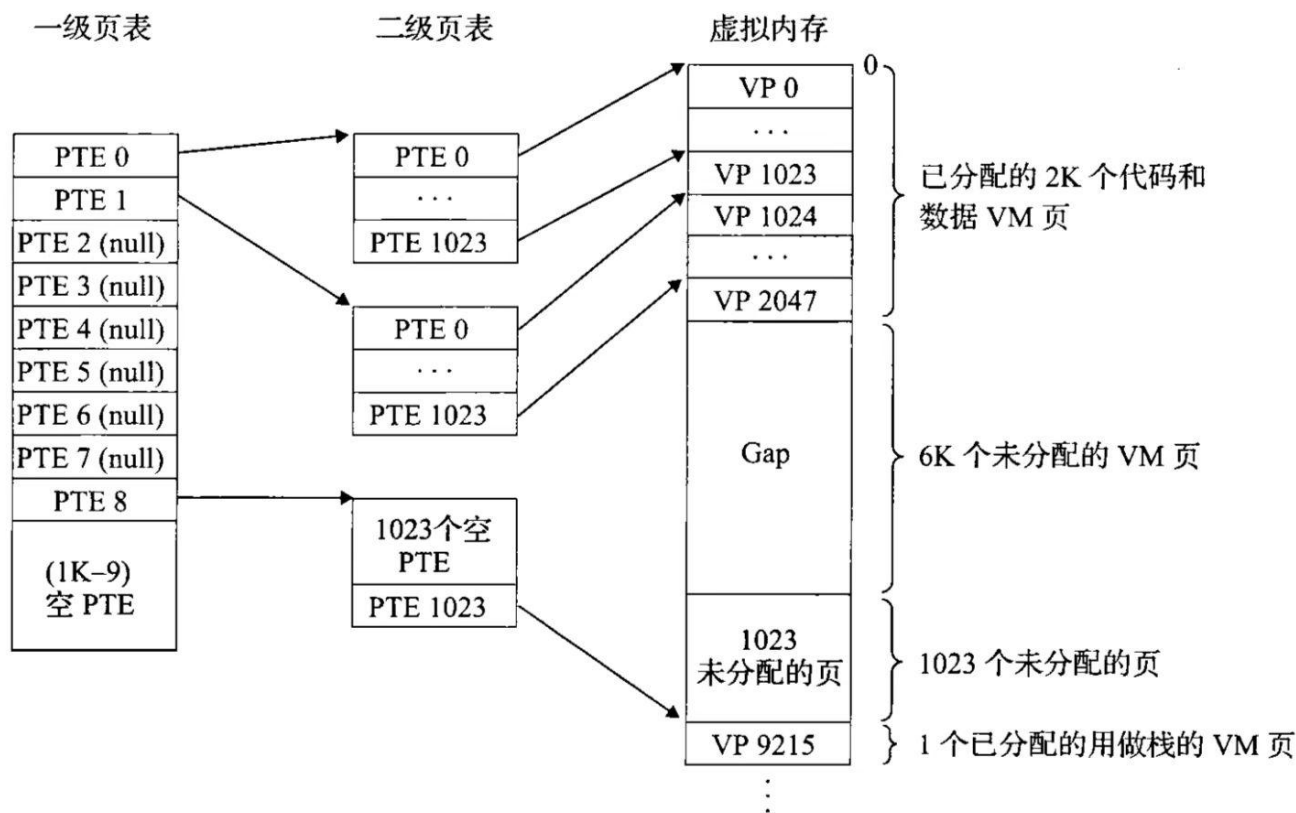 一级页表
二级页表
虚拟内存
PTE 0
PTE 1
PTE 2 (null)
PTE 3 (null)
PTE 4 (null)
PTE 5 (null)
PTE 6 (null)
PTE 7 (null)
PTE 8
(1K–9)
空 PTE
PTE 0
···
PTE 1023
PTE 0
···
PTE 1023
1023个空
PTE
PTE 1023
0
VP 0
···
VP 1023
VP 1024
···
VP 2047
Gap
1023
未分配的页
VP 9215
⋮
已分配的 2K 个代码和
数据 VM 页
6K 个未分配的 VM 页
1023 个未分配的页
1 个已分配的用做栈的 VM 页